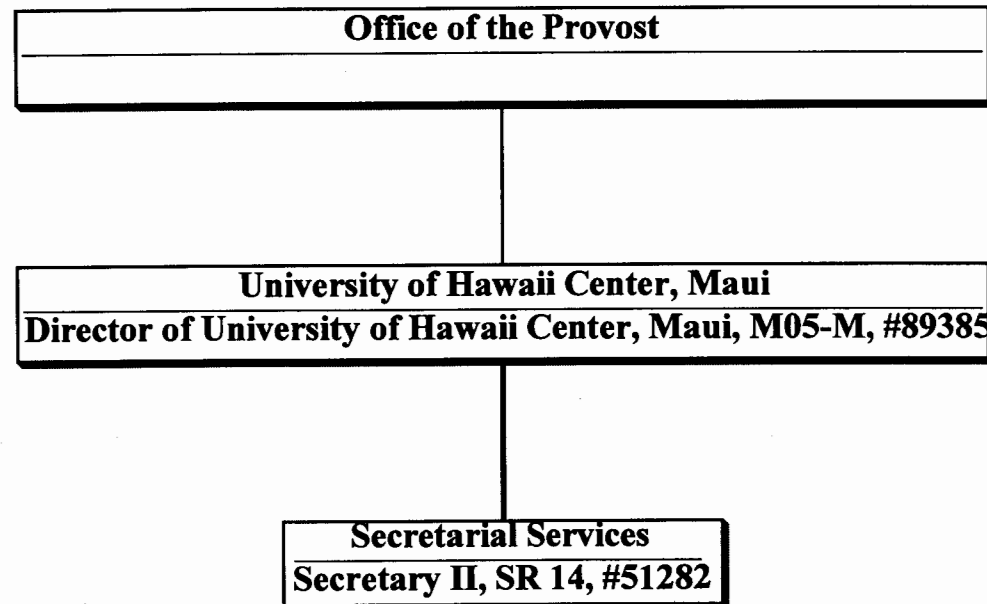 Office of the Provost
University of Hawaii Center, Maui
Director of University of Hawaii Center, Maui, M05-M, #89385
Secretarial Services
Secretary II, SR 14, #51282